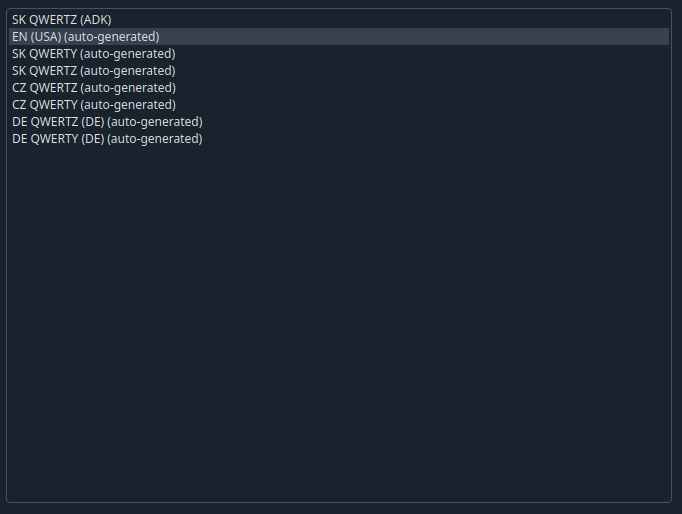 SK QWERTZ (ADK)
EN (USA) (auto-generated)
SK QWERTY (auto-generated)
SK QWERTZ (auto-generated)
CZ QWERTZ (auto-generated)
CZ QWERTY (auto-generated)
DE QWERTZ (DE) (auto-generated)
DE QWERTY (DE) (auto-generated)